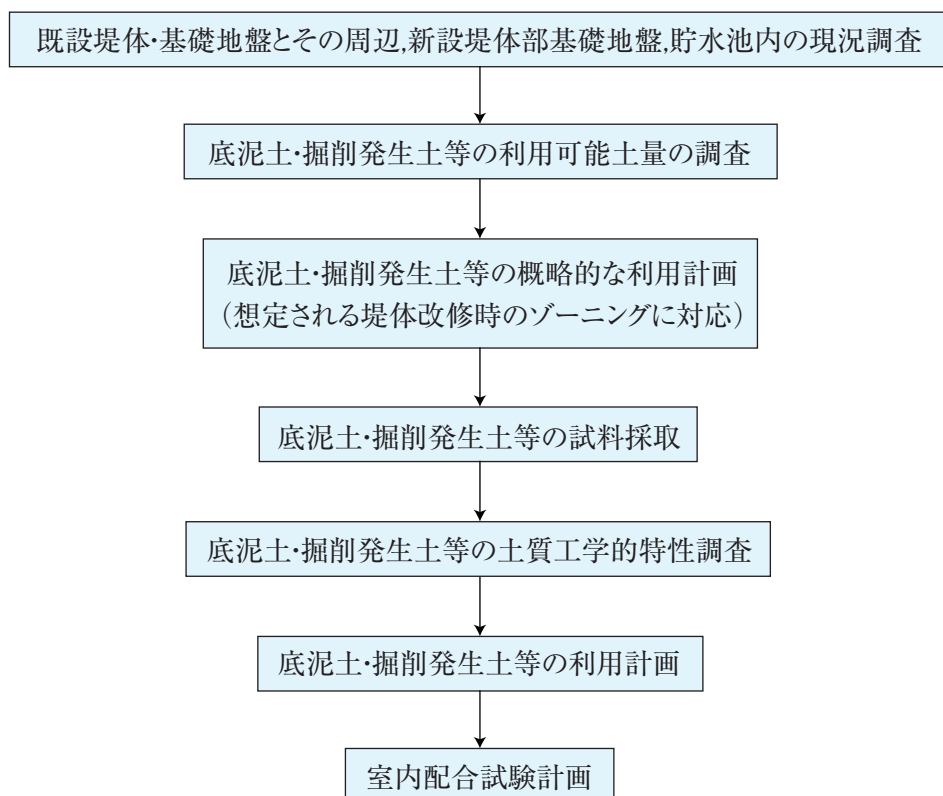 既設堤体・基礎地盤とその周辺,新設堤体部基礎地盤,貯水池内の現況調査
底泥土・掘削発生土等の利用可能土量の調査
底泥土・掘削発生土等の概略的な利用計画
（想定される堤体改修時のゾーニングに対応）
底泥土・掘削発生土等の試料採取
底泥土・掘削発生土等の土質工学的特性調査
底泥土・掘削発生土等の利用計画
室内配合試験計画